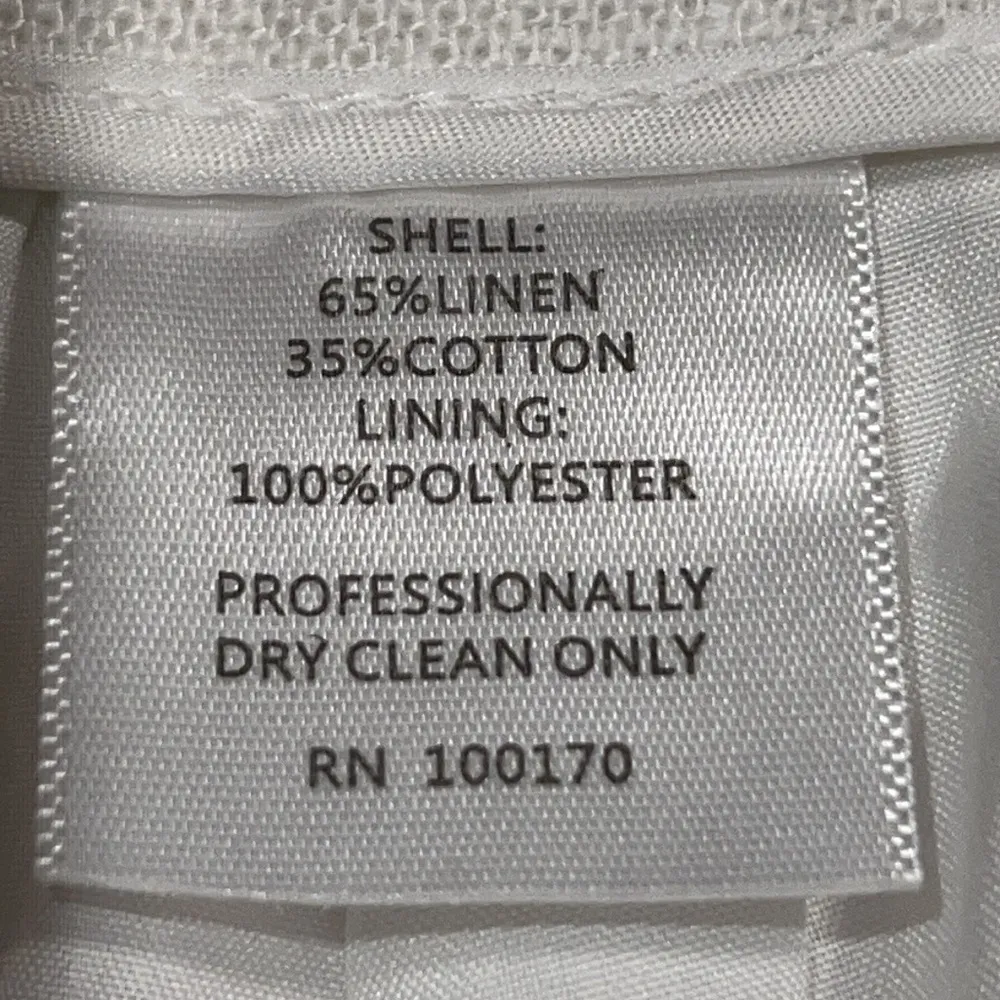 SHELL:
65%LINEN
35%COTTON
LINING:
100%POLYESTER
PROFESSIONALLY
DRY CLEAN ONLY
RN 100170